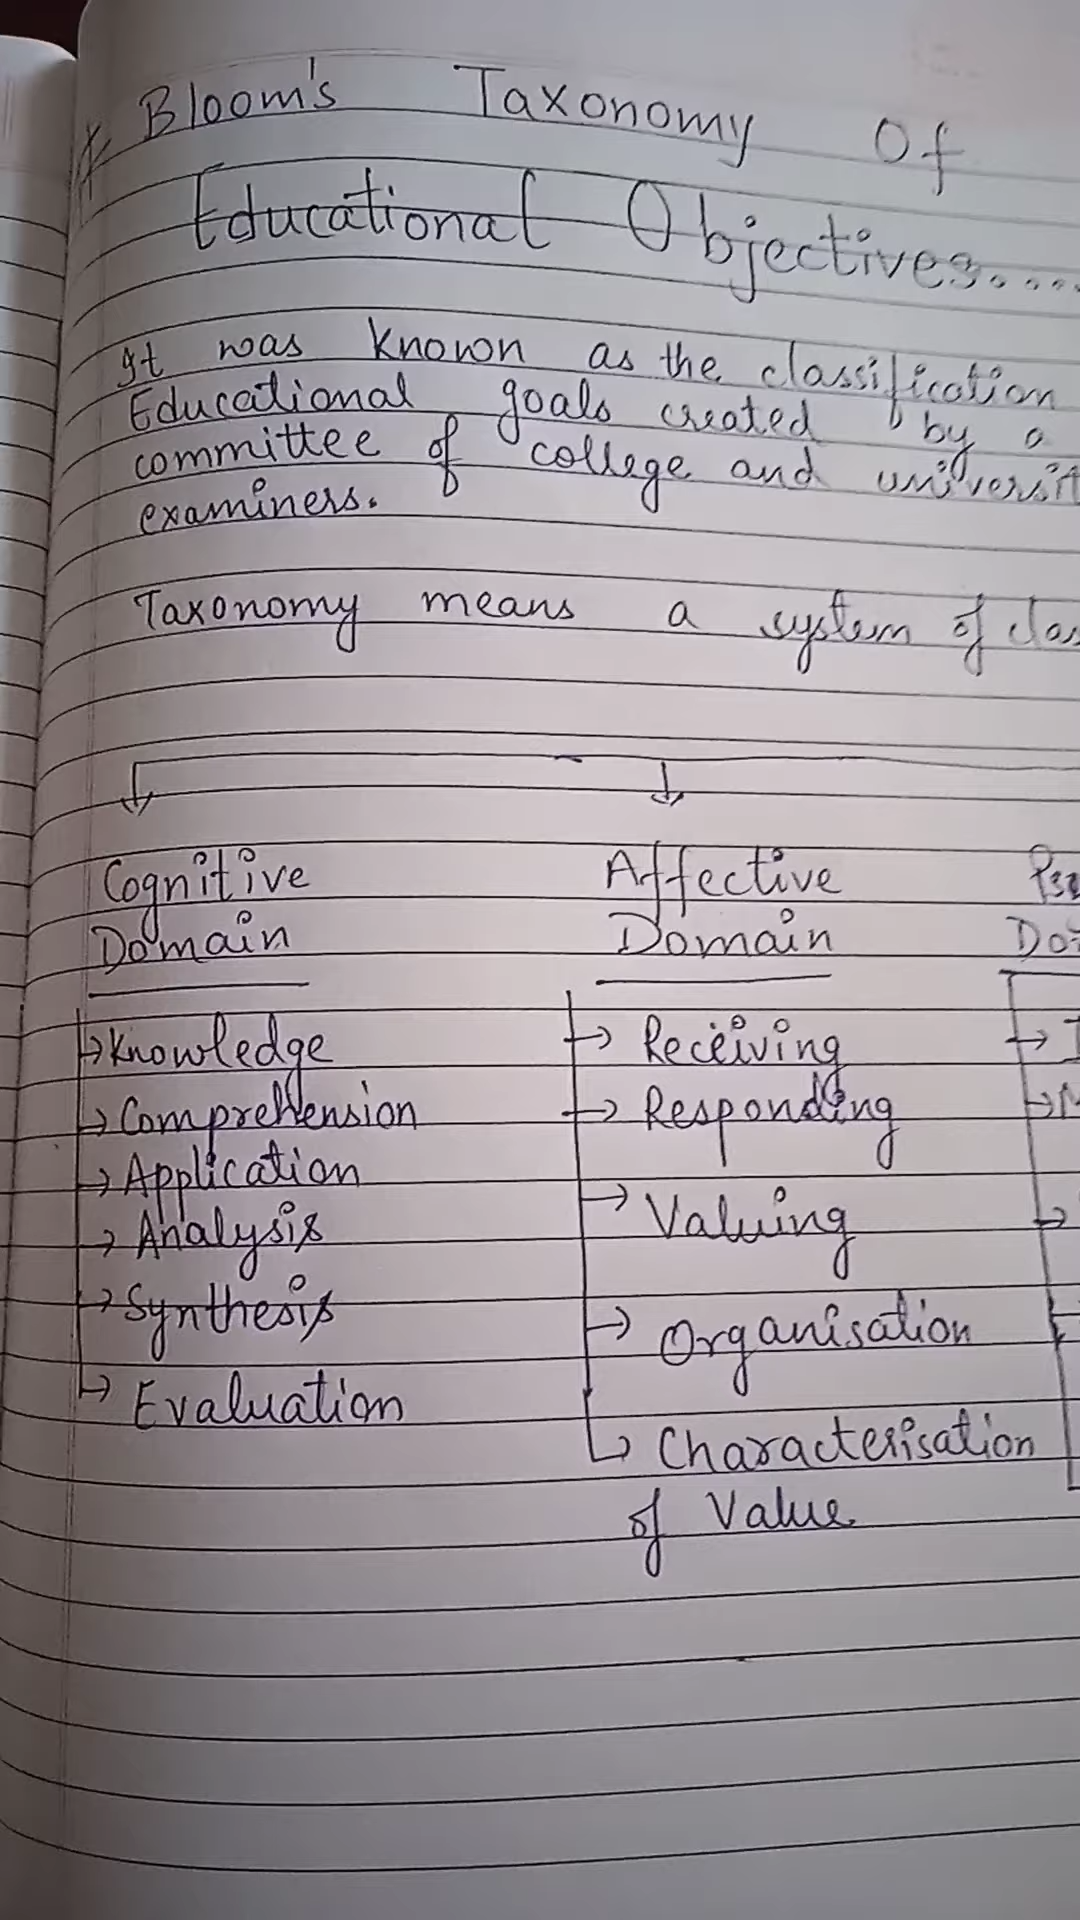 Bloom's Taxonomy Of
Educational Objectives....
It was known as the classification
Educational goals created by a
committee of college and
examiners.
Taxonomy means a system of
Cognitive
Domain
Knowledge
Comprehension
Application
Analysis
Synthesis
Evaluation
Affective
Domain
Receiving
Responding
Valuing
Organisation
Characterisation
of Value